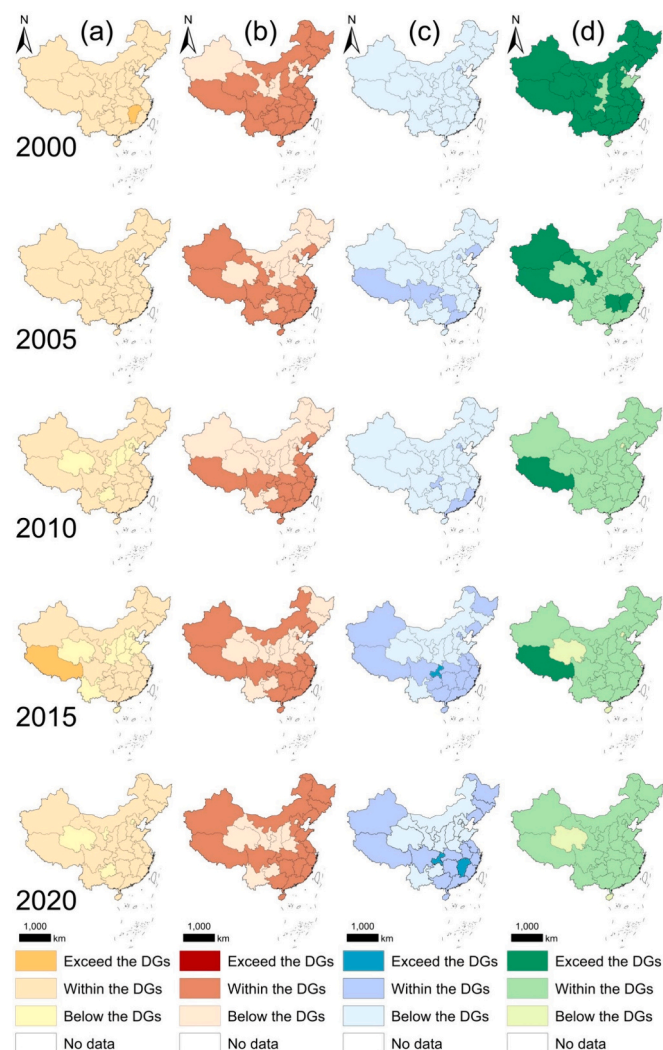 N (a) (b) N (c) (d)
2000
2005
2010
2015
2020
1,000 1,000 1,000 1,000
km km km km
Exceed the DGs Exceed the DGs Exceed the DGs Exceed the DGs
Within the DGs Within the DGs Within the DGs Within the DGs
Below the DGs Below the DGs Below the DGs Below the DGs
No data No data No data No data